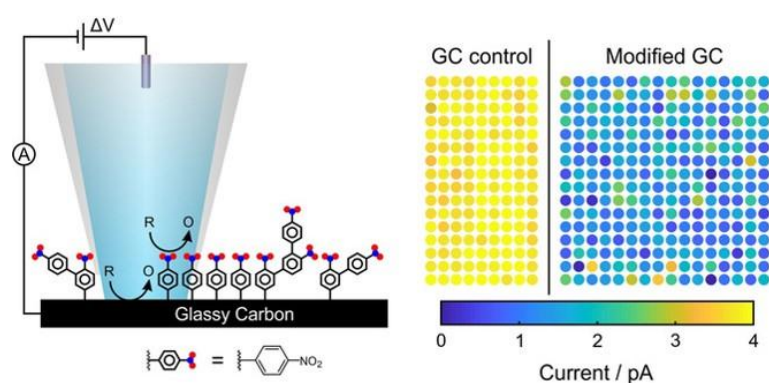 ΔV
A
R
O
R
O
Glassy Carbon
=
NO₂
GC control
Modified GC
0
1
2
3
4
Current / pA